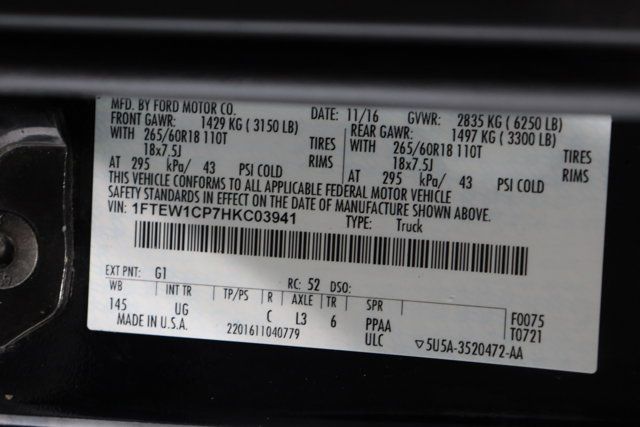 MFD. BY FORD MOTOR CO. DATE: 11/16 GVWR: 2835 KG ( 6250 LB)
FRONT GAWR: 1429 KG ( 3150 LB) REAR GAWR: 1497 KG ( 3300 LB)
WITH 265/60R18 110T TIRES WITH 265/60R18 110T TIRES
18x7.5J RIMS 18x7.5J RIMS
AT 295 kPa/ 43 PSI COLD AT 295 kPa/ 43 PSI COLD
THIS VEHICLE CONFORMS TO ALL APPLICABLE FEDERAL MOTOR VEHICLE
SAFETY STANDARDS IN EFFECT ON THE DATE OF MANUFACTURE SHOWN ABOVE.
VIN: 1FTEW1CP7HKC03941 TYPE: Truck
EXT PNT: G1 RC: 52 DSO:
WB INT TR TP/PS R AXLE TR SPR F0075
145 UG C L3 6 PPAA T0721
MADE IN U.S.A. 2201611040779 ULC ▽5U5A-3520472-AA